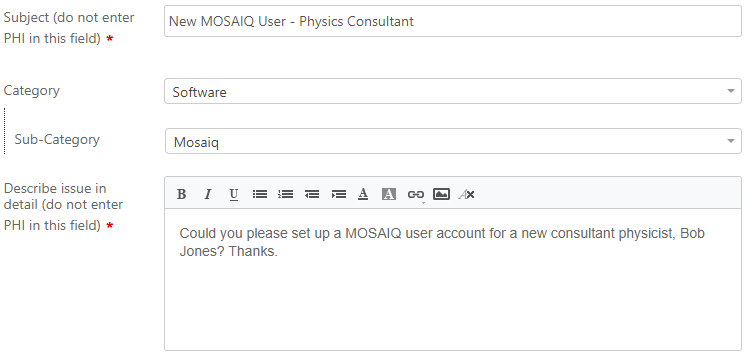 Subject (do not enter
PHI in this field) *
New MOSAIQ User - Physics Consultant
Category
Software
Sub-Category
Mosaiq
Describe issue in
detail (do not enter
PHI in this field) *
B I U A A A
Could you please set up a MOSAIQ user account for a new consultant physicist, Bob
Jones? Thanks.